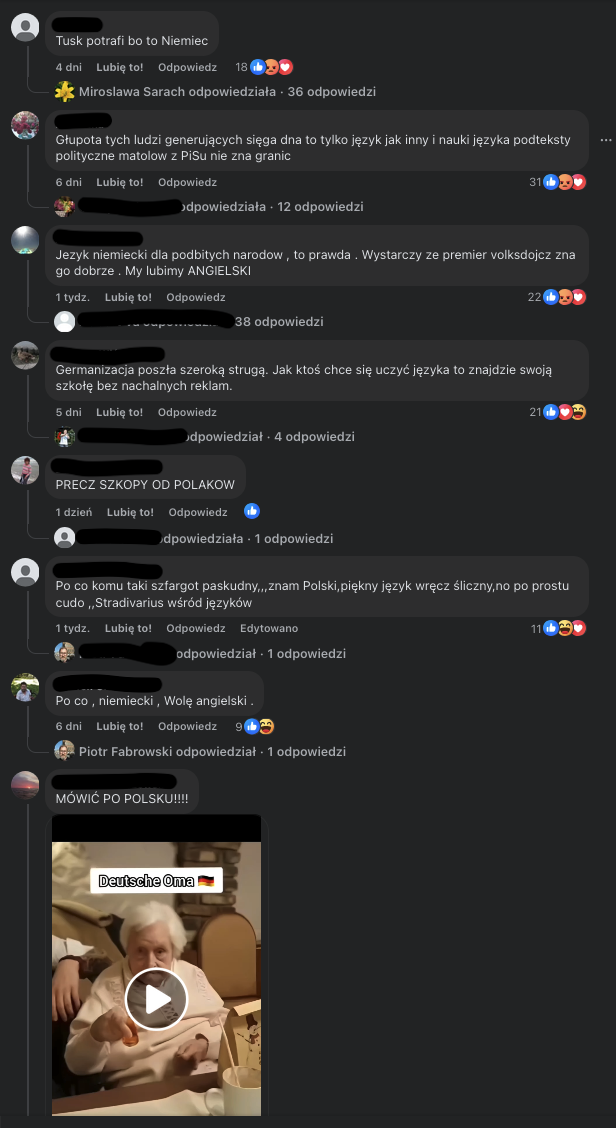 Tusk potrafi bo to Niemiec
4 dni Lubię to! Odpowiedz 18
Miroslawa Sarach odpowiedziała · 36 odpowiedzi
Głupota tych ludzi generujących sięga dna to tylko język jak inny i nauki języka podteksty
polityczne matolow z PiSu nie zna granic
6 dni Lubię to! Odpowiedz 31
odpowiedziała · 12 odpowiedzi
Jezyk niemiecki dla podbitych narodow , to prawda . Wystarczy ze premier volksdojcz zna
go dobrze . My lubimy ANGIELSKI
1 tydz. Lubię to! Odpowiedz 22
38 odpowiedzi
Germanizacja poszła szeroką strugą. Jak ktoś chce się uczyć języka to znajdzie swoją
szkołę bez nachalnych reklam.
5 dni Lubię to! Odpowiedz 21
odpowiedział · 4 odpowiedzi
PRECZ SZKOPY OD POLAKOW
1 dzień Lubię to! Odpowiedz
dpowiedziała · 1 odpowiedzi
Po co komu taki szfargot paskudny,,,znam Polski,piękny język wręcz śliczny,no po prostu
cudo ,,Stradivarius wśród języków
1 tydz. Lubię to! Odpowiedz Edytowano 11
odpowiedział · 1 odpowiedzi
Po co , niemiecki , Wolę angielski .
6 dni Lubię to! Odpowiedz 9
Piotr Fabrowski odpowiedział · 1 odpowiedzi
MÓWIĆ PO POLSKU!!!!
Deutsche Oma